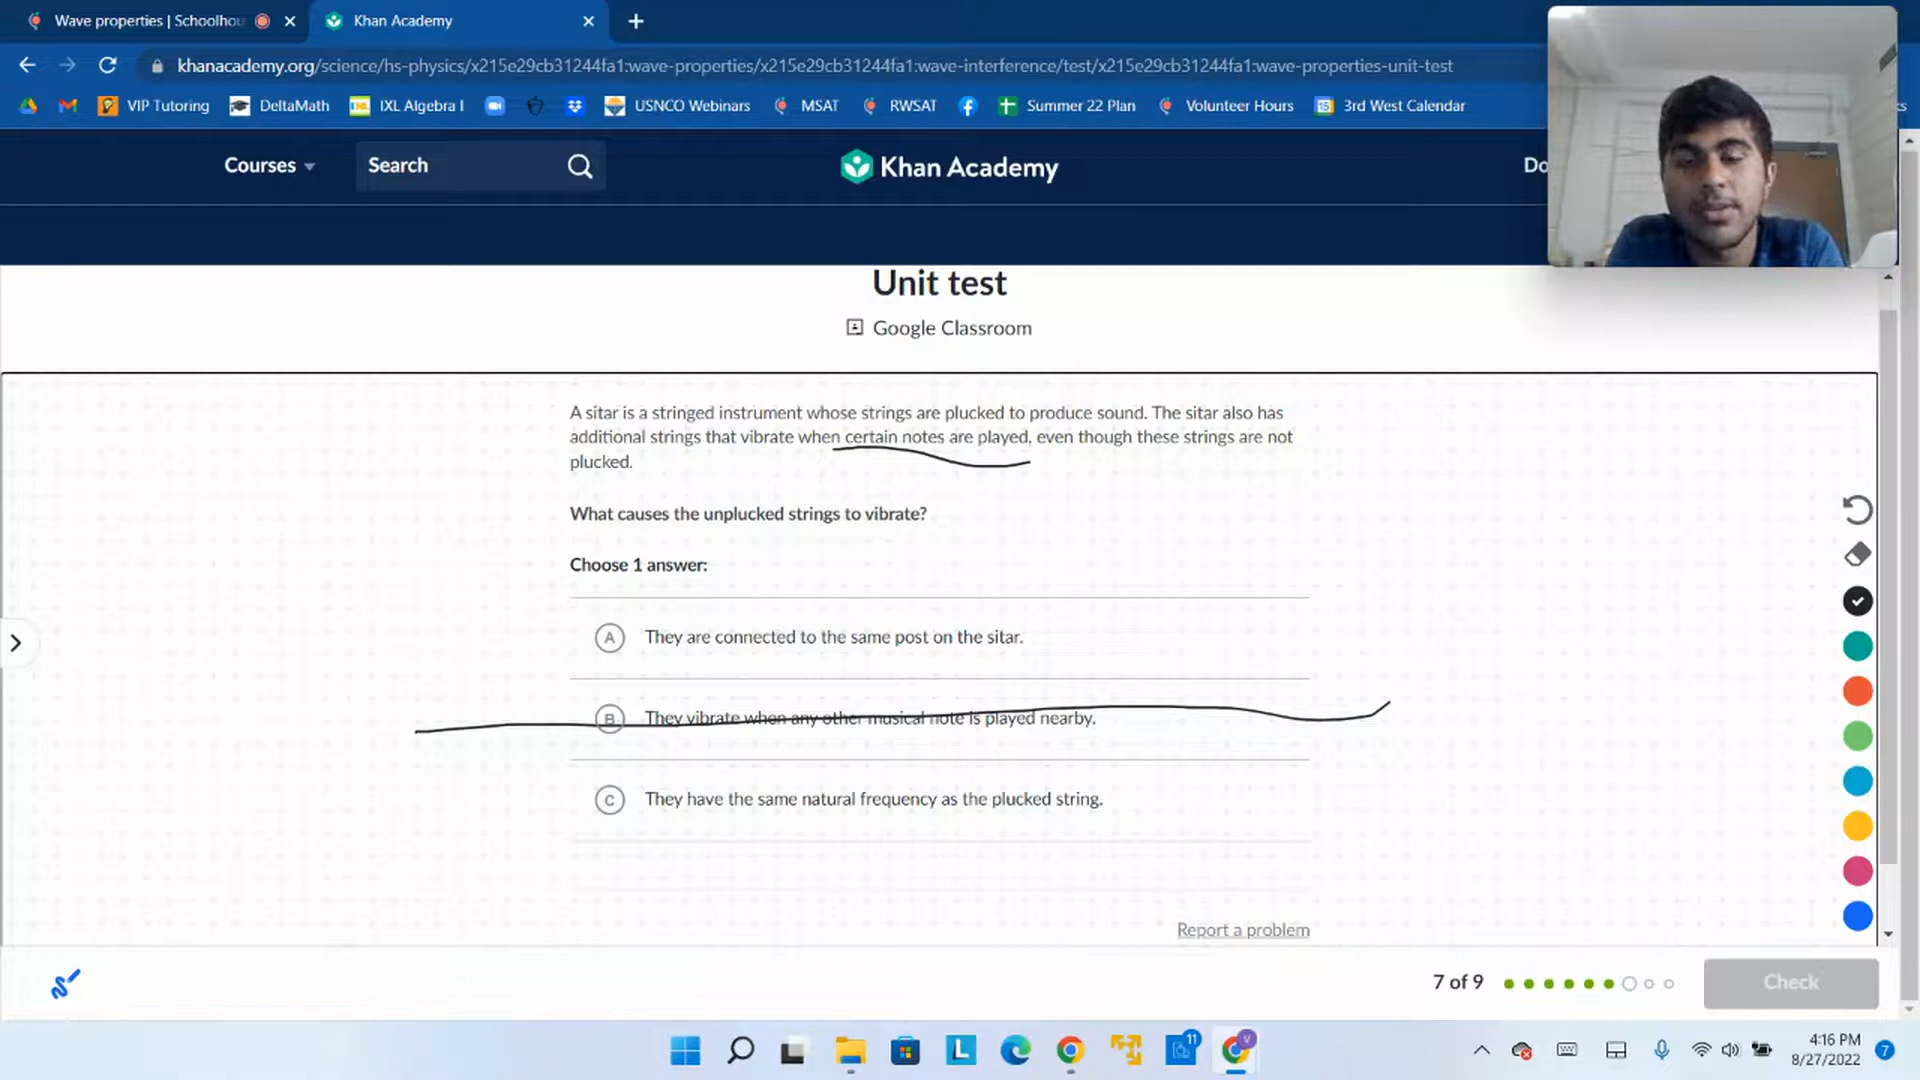 Wave properties | Schoolhou
Khan Academy
khanacademy.org/science/hs-physics/x215e29cb31244fa1:wave-properties/x215e29cb31244fa1:wave-interference/test/x215e29cb31244fa1:wave-properties-unit-test
VIP Tutoring DeltaMath IXL Algebra I USNCO Webinars MSAT RWSAT Summer 22 Plan Volunteer Hours 15 3rd West Calendar
Courses Search Khan Academy Do
Unit test
Google Classroom
A sitar is a stringed instrument whose strings are plucked to produce sound. The sitar also has
additional strings that vibrate when certain notes are played, even though these strings are not
plucked.
What causes the unplucked strings to vibrate?
Choose 1 answer:
A They are connected to the same post on the sitar.
B They vibrate when any other musical note is played nearby.
C They have the same natural frequency as the plucked string.
Report a problem
7 of 9 Check
L 11 V
4:16 PM
8/27/2022 7